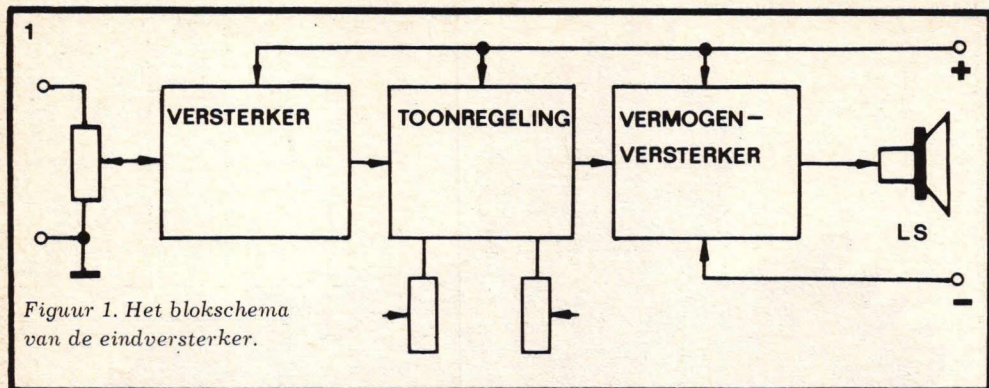 1
VERSTERKER
TOONREGELING
VERMOGEN-
VERSTERKER
+
LS
-
Figuur 1. Het blokschema
van de eindversterker.